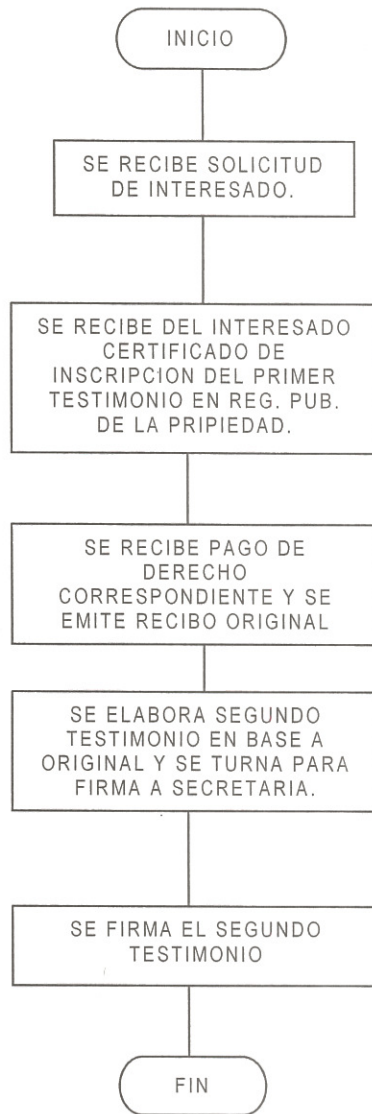 INICIO
SE RECIBE SOLICITUD
DE INTERESADO.
SE RECIBE DEL INTERESADO
CERTIFICADO DE
INSCRIPCION DEL PRIMER
TESTIMONIO EN REG. PUB.
DE LA PRIPIEDAD.
SE RECIBE PAGO DE
DERECHO
CORRESPONDIENTE Y SE
EMITE RECIBO ORIGINAL
SE ELABORA SEGUNDO
TESTIMONIO EN BASE A
ORIGINAL Y SE TURNA PARA
FIRMA A SECRETARIA.
SE FIRMA EL SEGUNDO
TESTIMONIO
FIN